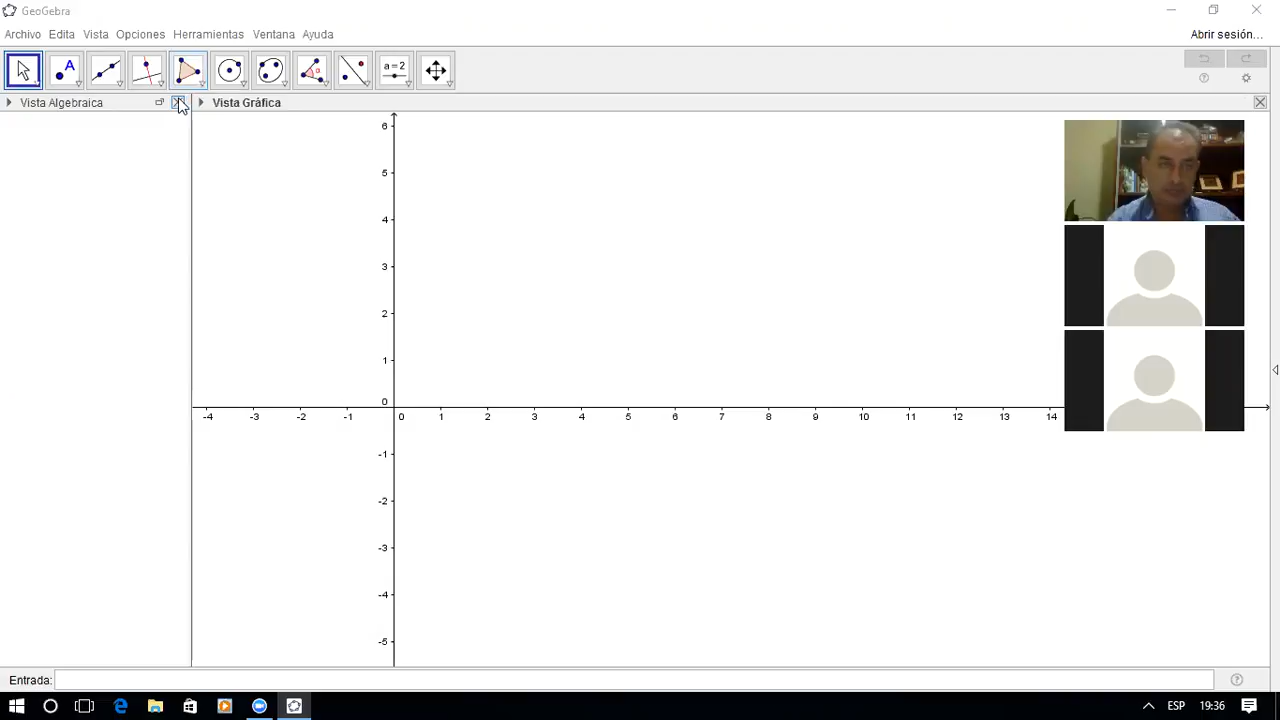 GeoGebra
Archivo Edita Vista Opciones Herramientas Ventana Ayuda
Abrir sesión...
A
α
a = 2
Vista Algebraica
Vista Gráfica
6
5
4
3
2
1
0
-4 -3 -2 -1 0 1 2 3 4 5 6 7 8 9 10 11 12 13 14
-1
-2
-3
-4
-5
Entrada:
ESP 19:36